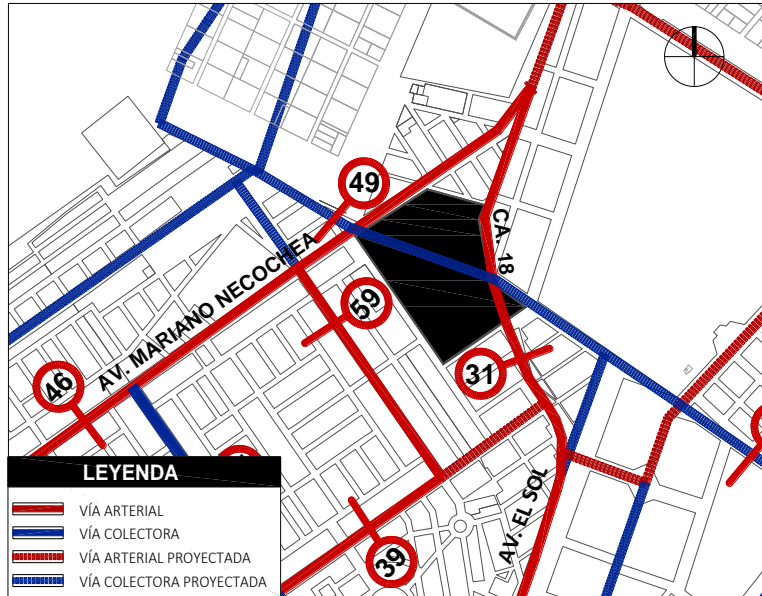 49
CA. 18
AV. MARIANO NECOCHEA
59
31
46
LEYENDA
VÍA ARTERIAL
VÍA COLECTORA
VÍA ARTERIAL PROYECTADA
VÍA COLECTORA PROYECTADA
39
AV. EL SOL